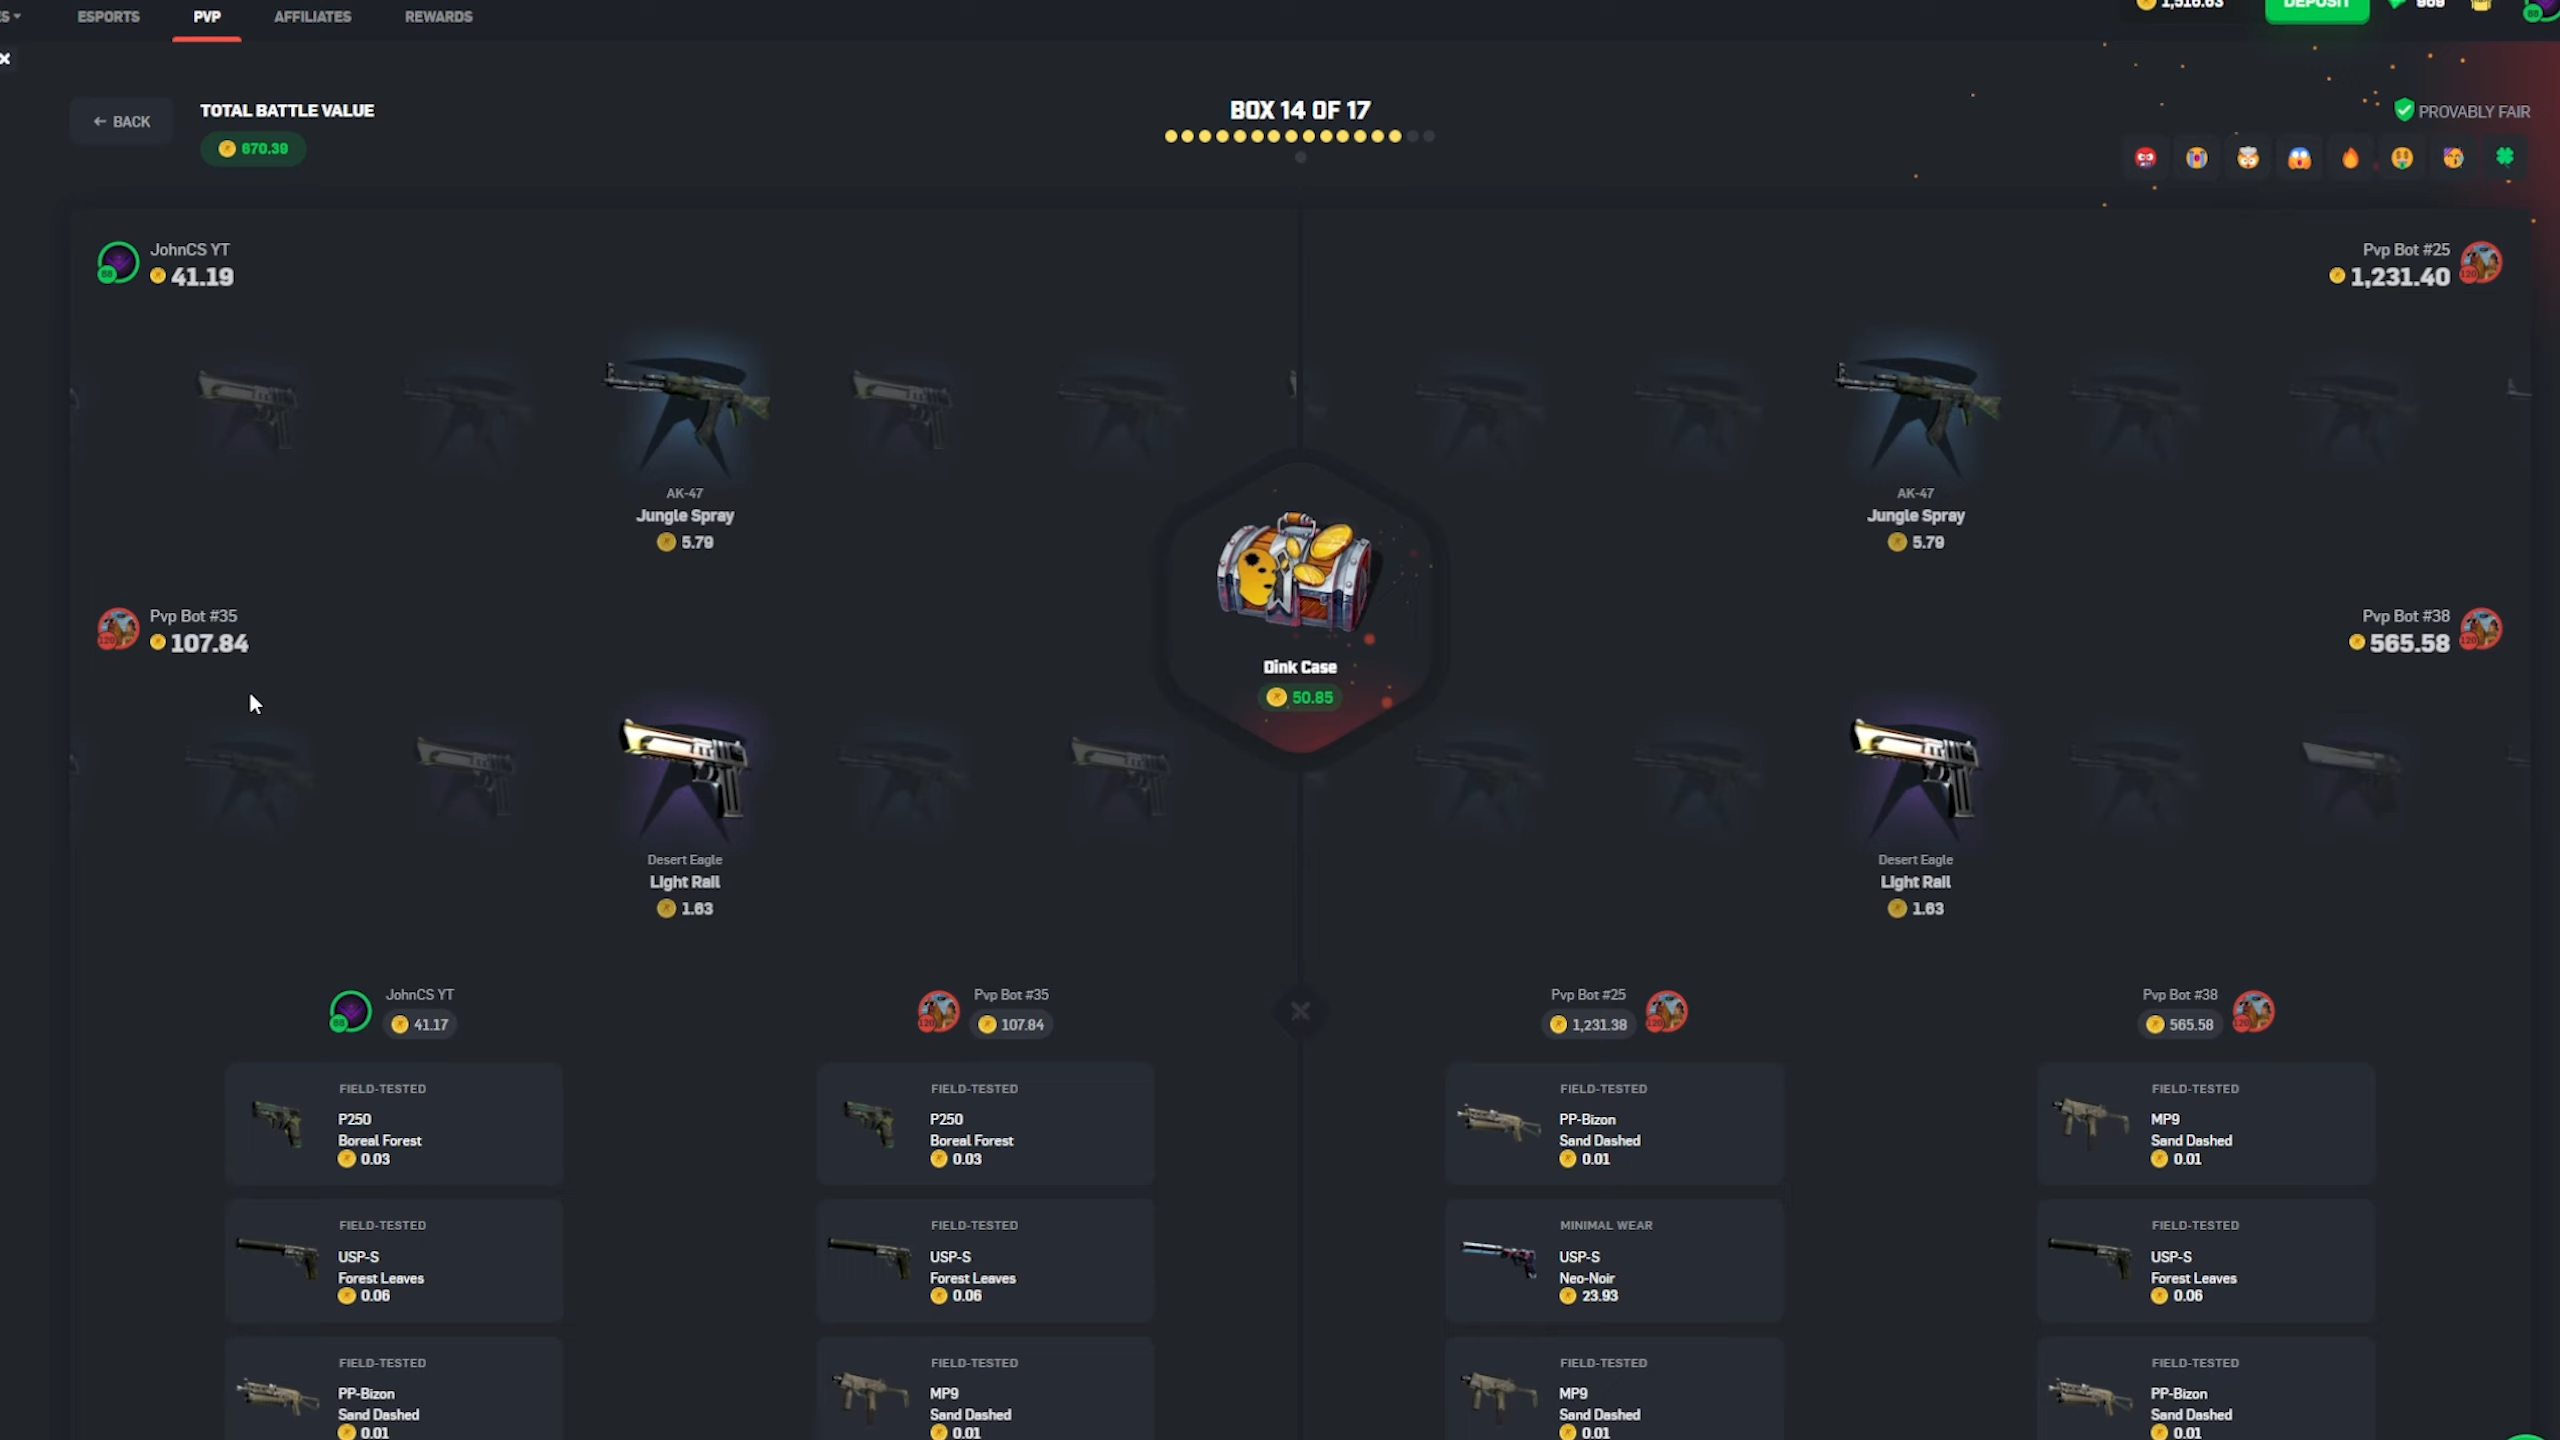 ESPORTS
PVP
AFFILIATES
REWARDS
DEPOSIT
BACK
TOTAL BATTLE VALUE
670.39
BOX 14 OF 17
PROVABLY FAIR
JohnCS YT
41.19
Pvp Bot #25
1,231.40
AK-47
Jungle Spray
5.79
AK-47
Jungle Spray
5.79
Pvp Bot #35
107.84
Pvp Bot #38
565.58
Dink Case
50.85
Desert Eagle
Light Rail
1.63
Desert Eagle
Light Rail
1.63
JohnCS YT
41.17
Pvp Bot #35
107.84
Pvp Bot #25
1,231.38
Pvp Bot #38
565.58
FIELD-TESTED
P250
Boreal Forest
0.03
FIELD-TESTED
P250
Boreal Forest
0.03
FIELD-TESTED
PP-Bizon
Sand Dashed
0.01
FIELD-TESTED
MP9
Sand Dashed
0.01
FIELD-TESTED
USP-S
Forest Leaves
0.06
FIELD-TESTED
USP-S
Forest Leaves
0.06
MINIMAL WEAR
USP-S
Neo-Noir
23.93
FIELD-TESTED
USP-S
Forest Leaves
0.06
FIELD-TESTED
PP-Bizon
Sand Dashed
0.01
FIELD-TESTED
MP9
Sand Dashed
0.01
FIELD-TESTED
MP9
Sand Dashed
0.01
FIELD-TESTED
PP-Bizon
Sand Dashed
0.01